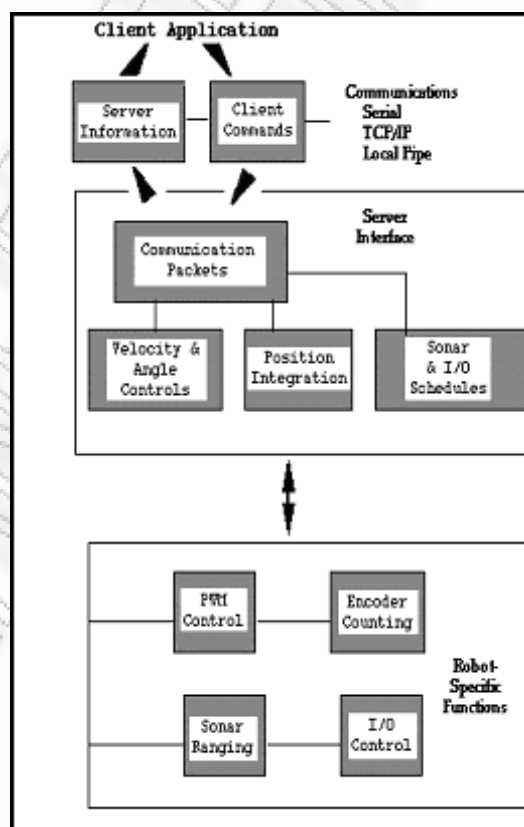 Client Application
Server
Information
Client
Commands
Communications
Serial
TCP/IP
Local Pipe
Server
Interface
Communication
Packets
Velocity &
Angle
Controls
Position
Integration
Sonar
& I/O
Schedules
PWM
Control
Encoder
Counting
Robot-
Specific
Functions
Sonar
Ranging
I/O
Control